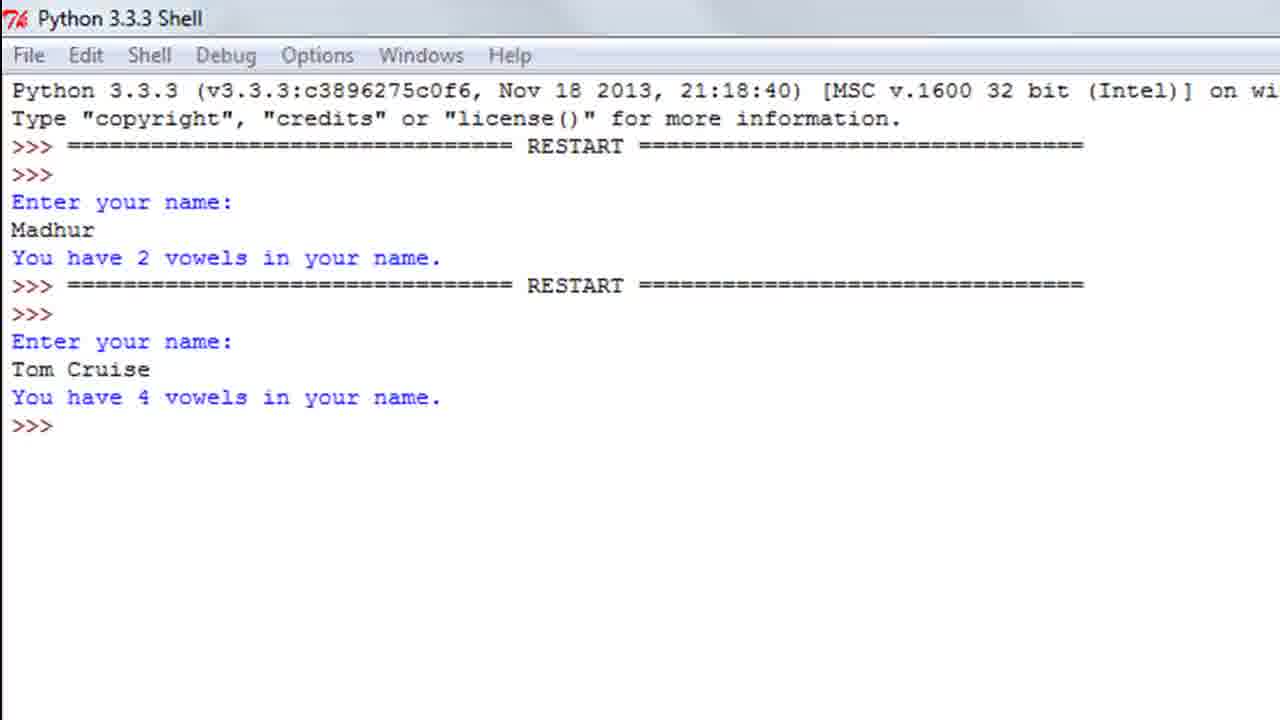 Python 3.3.3 Shell
File Edit Shell Debug Options Windows Help
Python 3.3.3 (v3.3.3:c3896275c0f6, Nov 18 2013, 21:18:40) [MSC v.1600 32 bit (Intel)] on wi
Type "copyright", "credits" or "license()" for more information.
>>> ================================ RESTART ================================
>>>
Enter your name:
Madhur
You have 2 vowels in your name.
>>> ================================ RESTART ================================
>>>
Enter your name:
Tom Cruise
You have 4 vowels in your name.
>>>